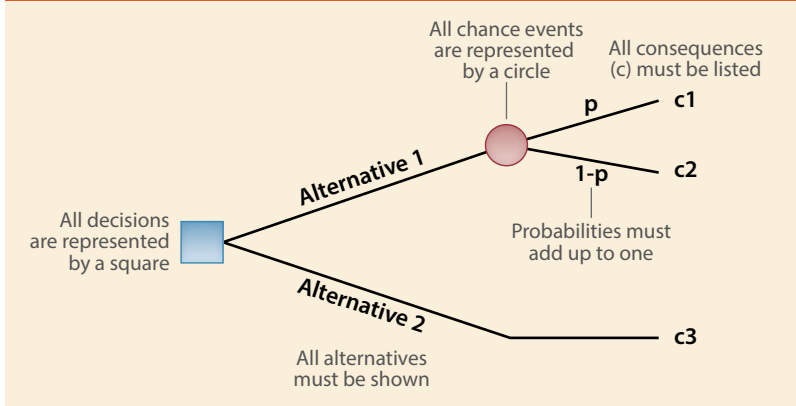 All chance events
are represented
by a circle
All consequences
(c) must be listed
p
c1
c2
1-p
Alternative 1
All decisions
are represented
by a square
Probabilities must
add up to one
Alternative 2
c3
All alternatives
must be shown